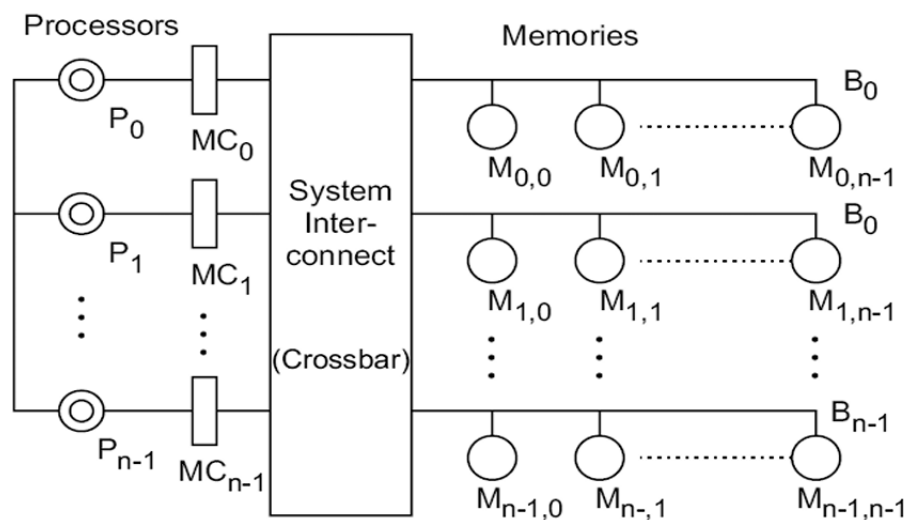 Processors
Memories
B₀
P₀
MC₀
M₀,₀
M₀,₁
M₀,ₙ₋₁
System
Inter-
connect
B₀
P₁
MC₁
M₁,₀
M₁,₁
M₁,ₙ₋₁
(Crossbar)
Bₙ₋₁
Pₙ₋₁
MCₙ₋₁
Mₙ₋₁,₀
Mₙ₋,₁
Mₙ₋₁,ₙ₋₁